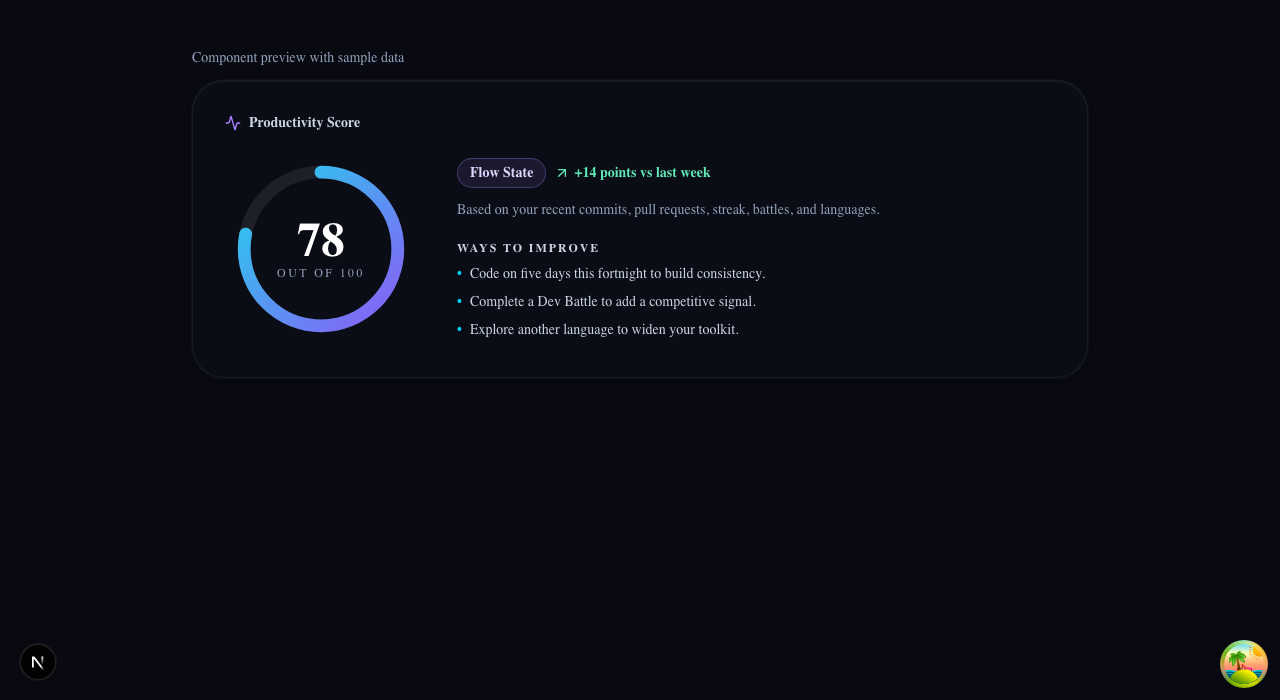 Component preview with sample data
Productivity Score
78
OUT OF 100
Flow State
+14 points vs last week
Based on your recent commits, pull requests, streak, battles, and languages.
WAYS TO IMPROVE
• Code on five days this fortnight to build consistency.
• Complete a Dev Battle to add a competitive signal.
• Explore another language to widen your toolkit.
N